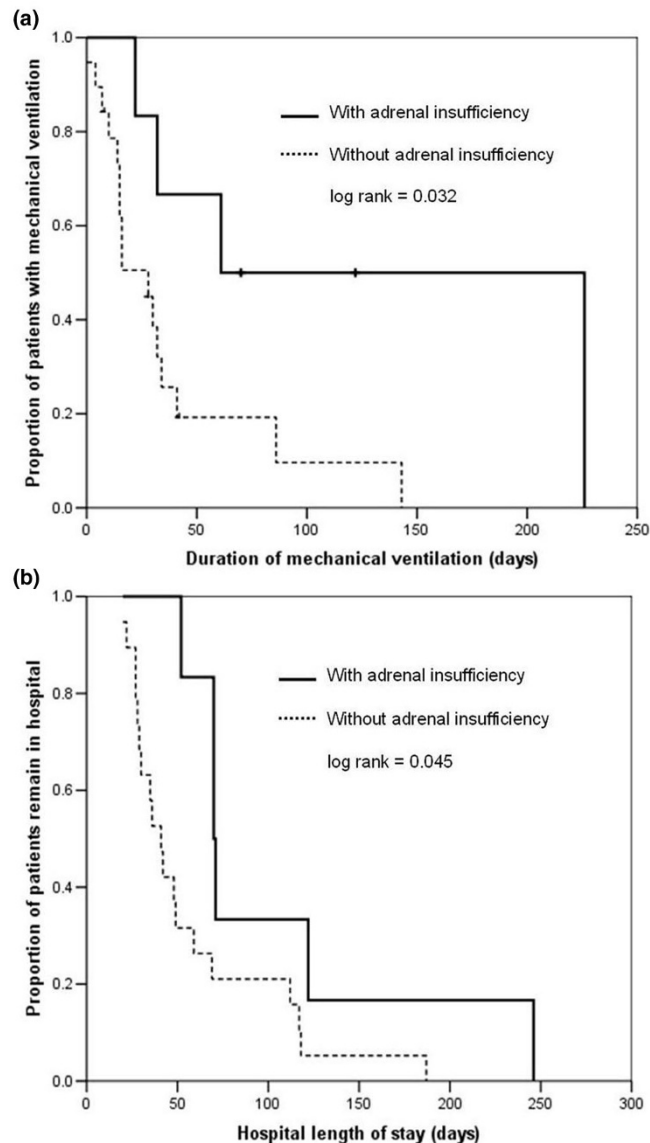 (a)
1.0
0.8
0.6
0.4
0.2
0.0
Proportion of patients with mechanical ventilation
With adrenal insufficiency
Without adrenal insufficiency
log rank = 0.032
0 50 100 150 200 250
Duration of mechanical ventilation (days)
(b)
1.0
0.8
0.6
0.4
0.2
0.0
Proportion of patients remain in hospital
With adrenal insufficiency
Without adrenal insufficiency
log rank = 0.045
0 50 100 150 200 250 300
Hospital length of stay (days)